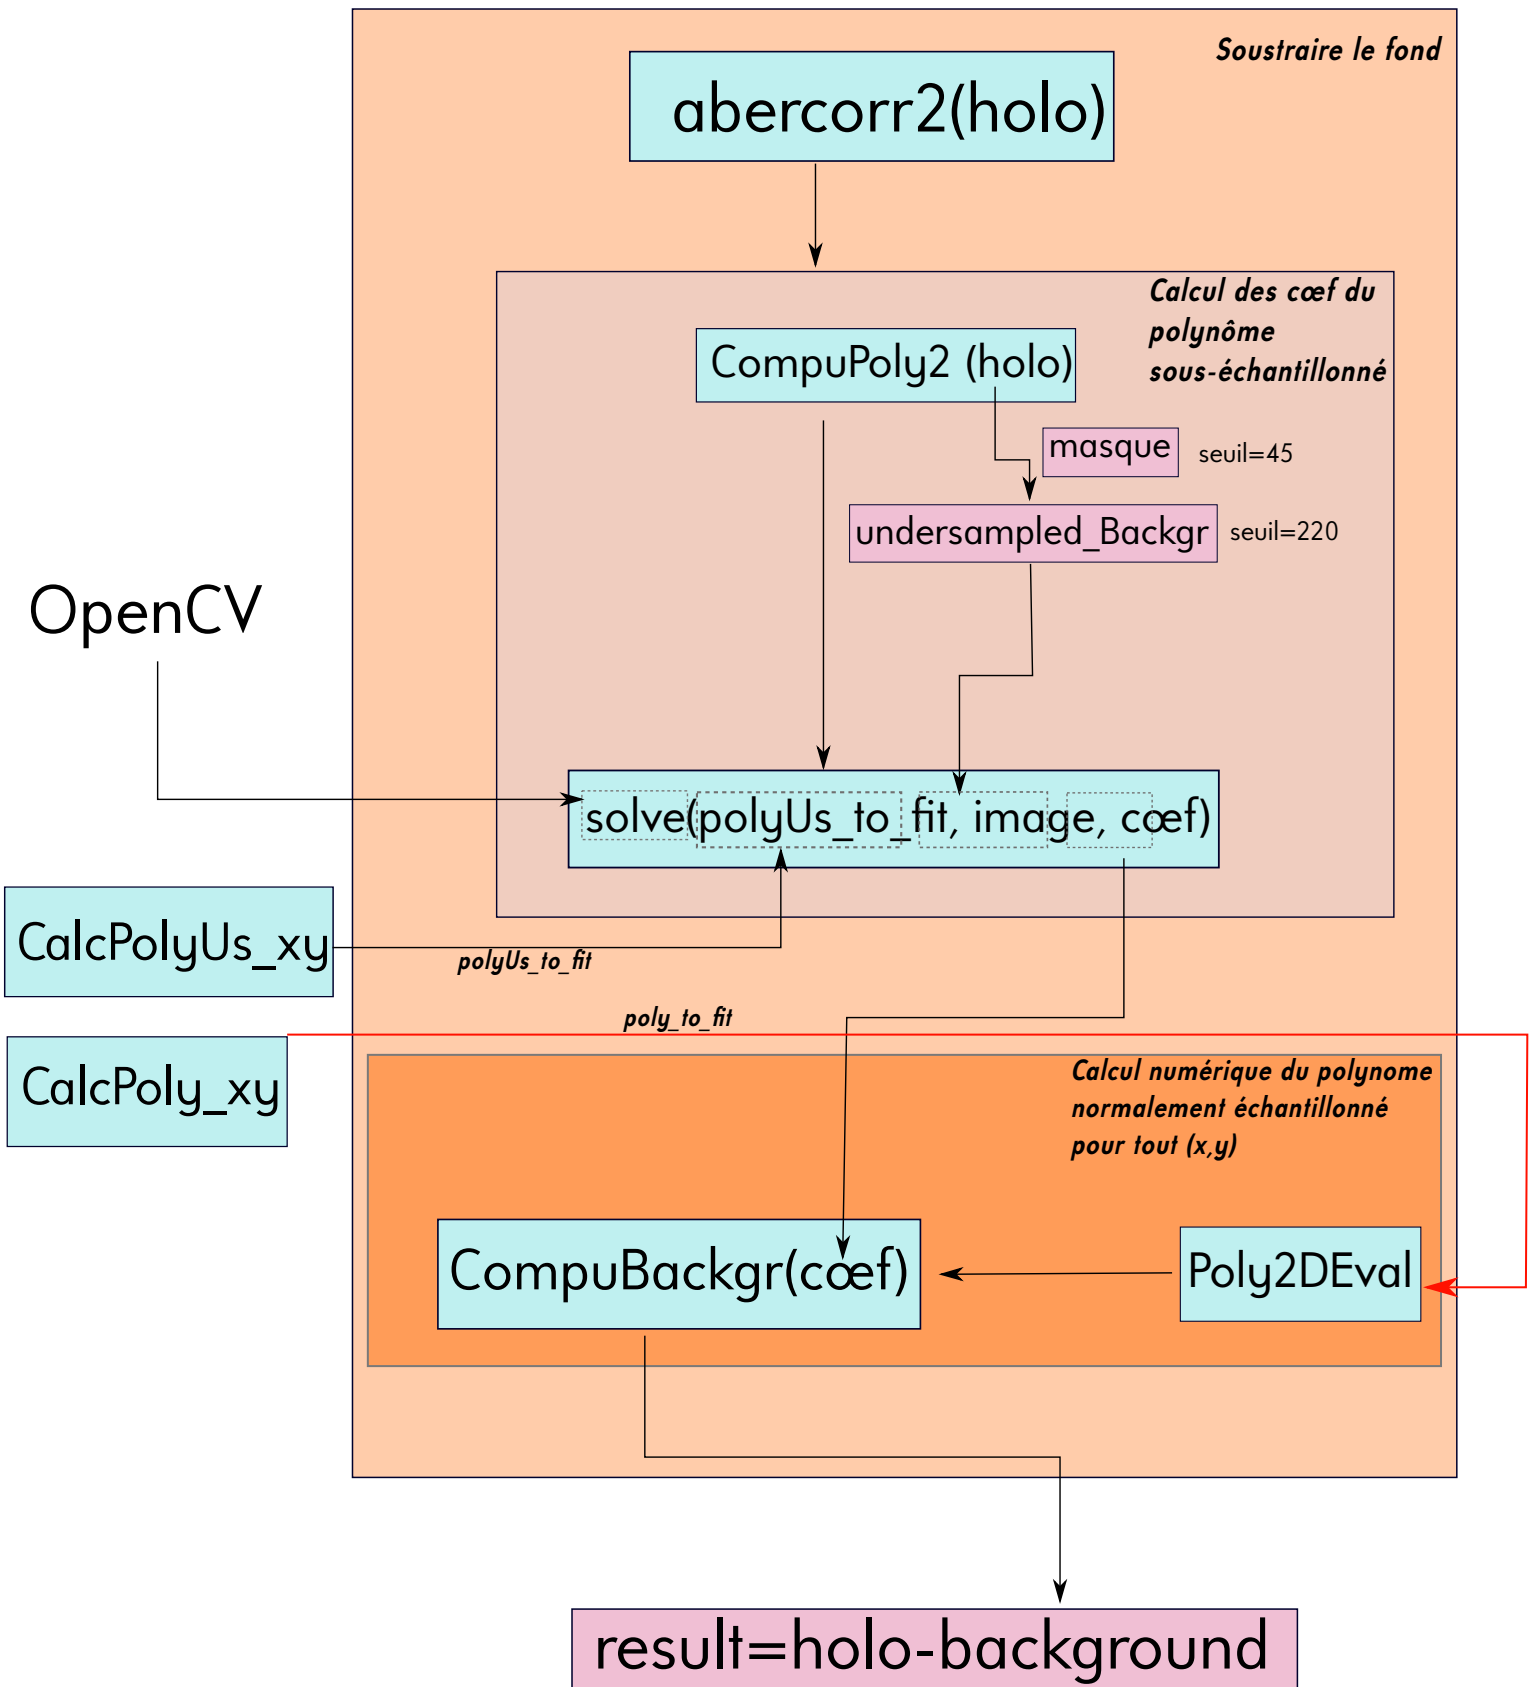 Soustraire le fond
abercorr2(holo)
Calcul des cœf du
polynôme
sous-échantillonné
CompuPoly2 (holo)
masque
seuil=45
undersampled_Backgr
seuil=220
OpenCV
solve(polyUs_to_fit, image, cœf)
CalcPolyUs_xy
polyUs_to_fit
poly_to_fit
CalcPoly_xy
Calcul numérique du polynome
normalement échantillonné
pour tout (x,y)
CompuBackgr(cœf)
Poly2DEval
result=holo-background